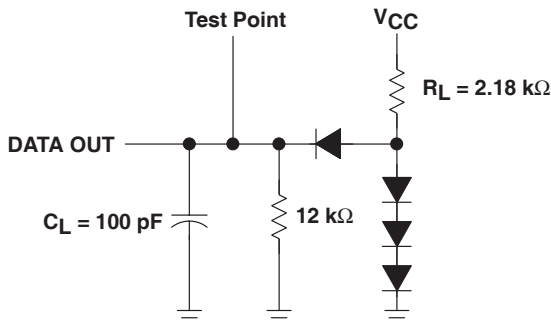 Test Point
VCC
RL = 2.18 kΩ
DATA OUT
CL = 100 pF
12 kΩ